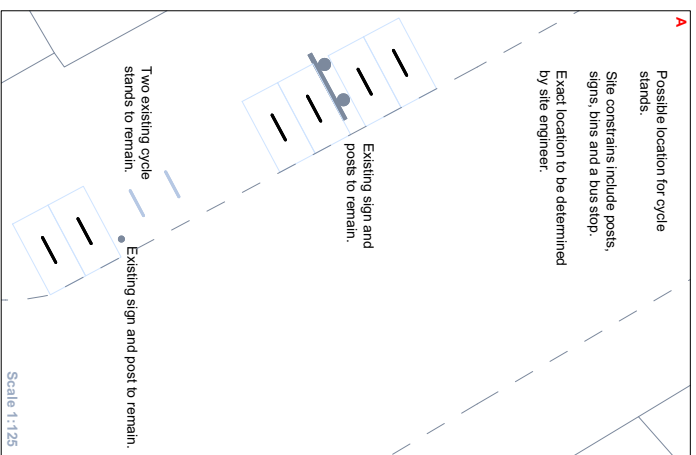 A
Possible location for cycle
stands.
Site constrains include posts,
signs, bins and a bus stop.
Exact location to be determined
by site engineer.
Existing sign and
posts to remain.
Two existing cycle
stands to remain.
Existing sign and post to remain.
Scale 1:125